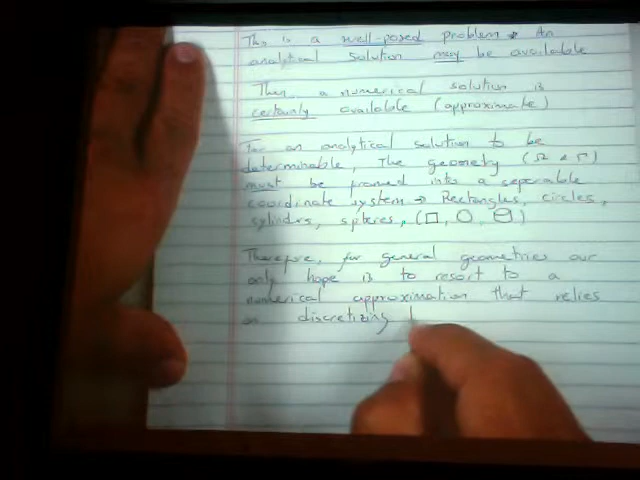 This is a well-posed problem → An
analytical solution may be available
Then, a numerical solution is
certainly available (approximate)
For an analytical solution to be
determinable, The geometry (Ω & Γ)
must be framed into a seperable
coordinate system → Rectangles, circles,
sylinders, spheres, (□, ○, )
Therefore, for general geometries our
only hope is to resort to a
numerical approximation that relies
on discretizing